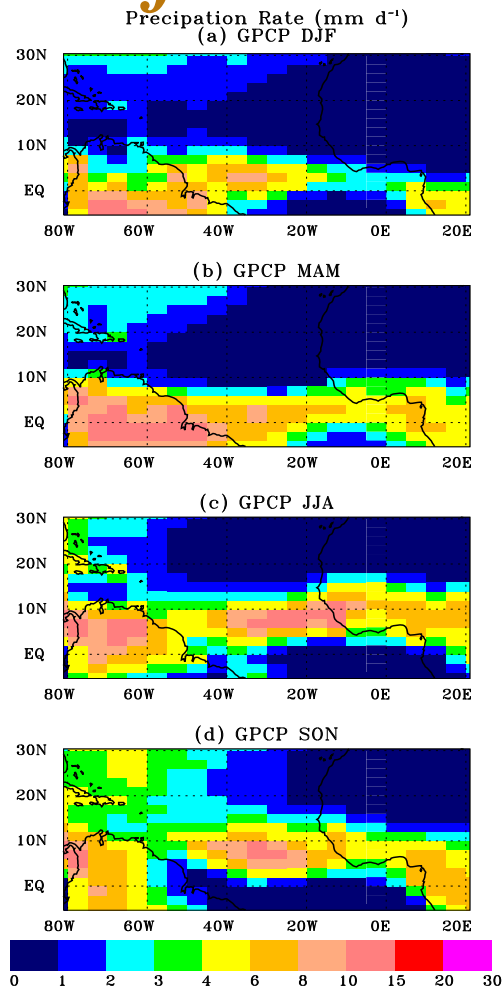 Precipation Rate (mm d⁻¹)
(a) GPCP DJF
30N
20N
10N
EQ
80W 60W 40W 20W 0E 20E
(b) GPCP MAM
30N
20N
10N
EQ
80W 60W 40W 20W 0E 20E
(c) GPCP JJA
30N
20N
10N
EQ
80W 60W 40W 20W 0E 20E
(d) GPCP SON
30N
20N
10N
EQ
80W 60W 40W 20W 0E 20E
0 1 2 3 4 6 8 10 15 20 30